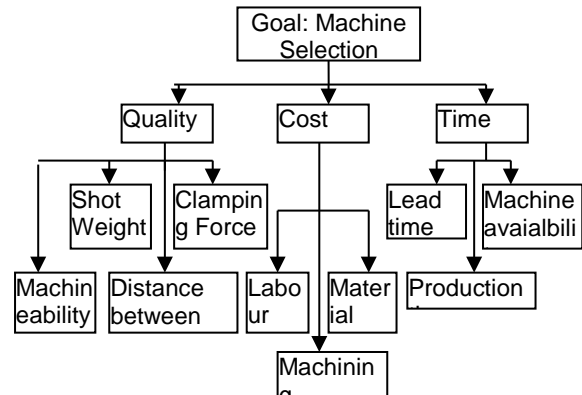 Goal: Machine
Selection
Quality
Cost
Time
Shot
Weight
Clampin
g Force
Lead
time
Machine
avaialbili
Machin
eability
Distance
between
Labo
ur
Mater
ial
Production
Machinin